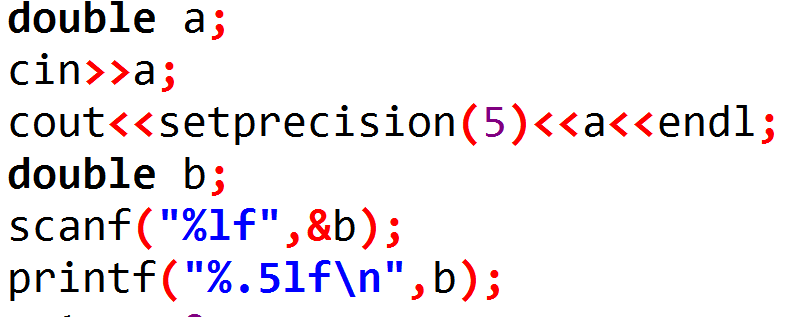 double a;
cin>>a;
cout<<setprecision(5)<<a<<endl;
double b;
scanf("%lf",&b);
printf("%.5lf\n",b);